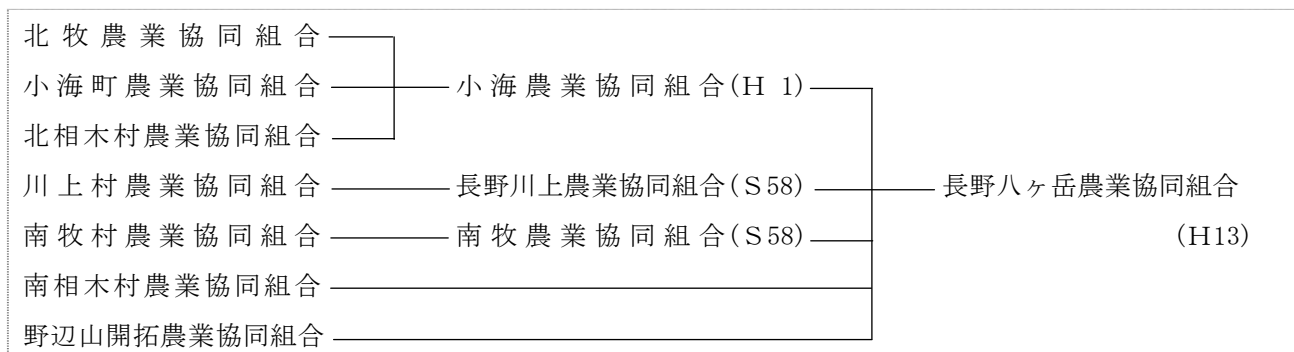 北牧農業協同組合
小海町農業協同組合 小海農業協同組合(H 1)
北相木村農業協同組合
川上村農業協同組合 長野川上農業協同組合(S58) 長野八ヶ岳農業協同組合
南牧村農業協同組合 南牧農業協同組合(S58) (H13)
南相木村農業協同組合
野辺山開拓農業協同組合